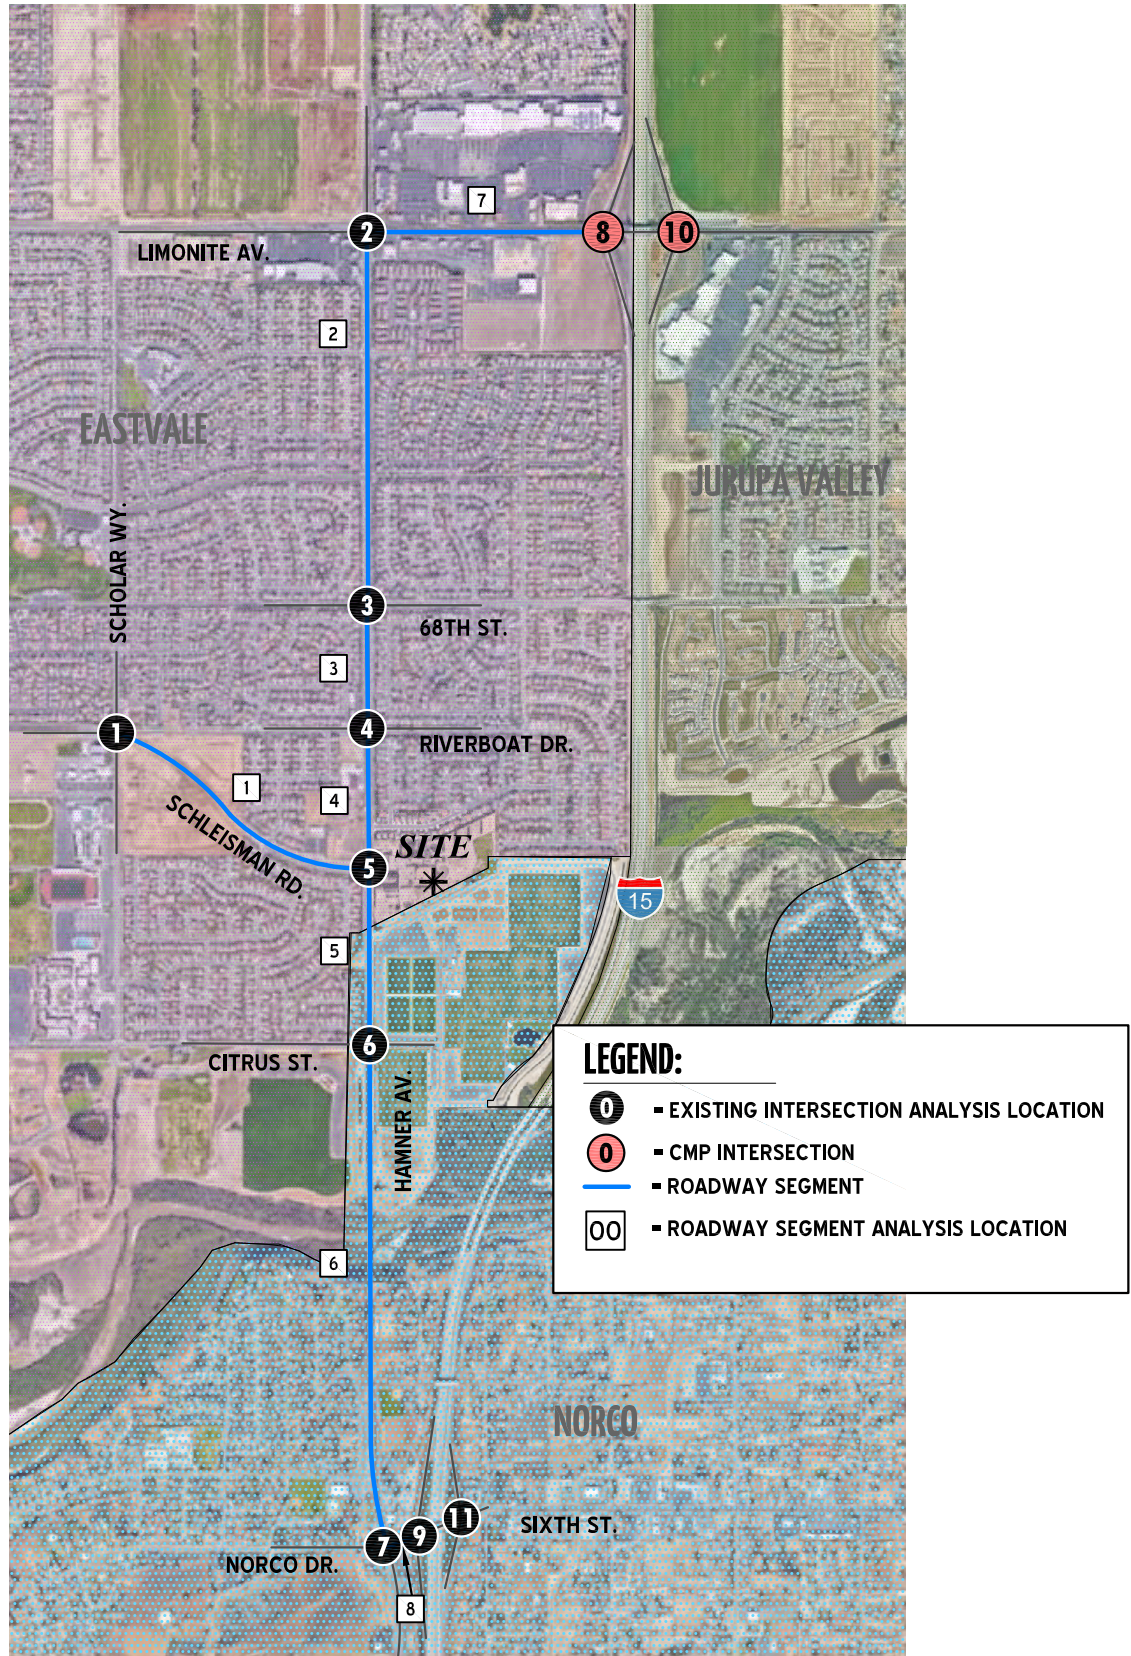 7
2
8
10
LIMONITE AV.
2
EASTVALE
JURUPA VALLEY
SCHOLAR WY.
3
68TH ST.
3
1
4
RIVERBOAT DR.
1
4
SCHLEISMAN RD.
SITE
5
15
5
6
CITRUS ST.
HAMNER AV.
LEGEND:
0 - EXISTING INTERSECTION ANALYSIS LOCATION
0 - CMP INTERSECTION
- ROADWAY SEGMENT
00 - ROADWAY SEGMENT ANALYSIS LOCATION
6
NORCO
11
SIXTH ST.
9
7
NORCO DR.
8